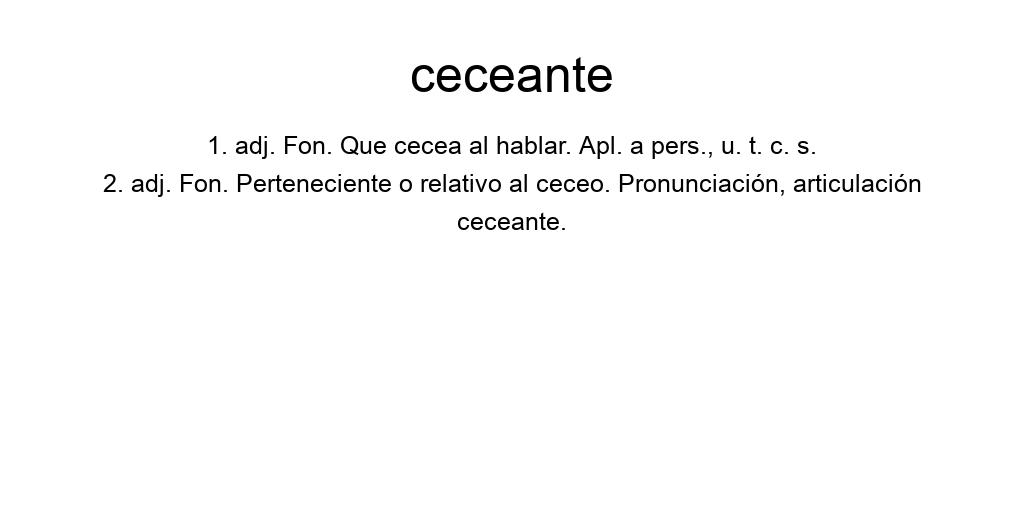 ceceante
1. adj. Fon. Que cecea al hablar. Apl. a pers., u. t. c. s.
2. adj. Fon. Perteneciente o relativo al ceceo. Pronunciación, articulación
ceceante.